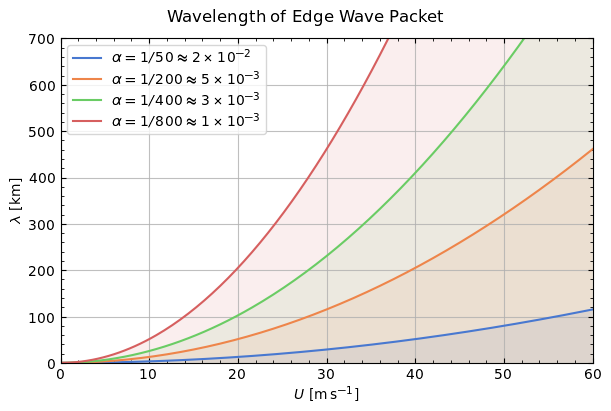 Wavelength of Edge Wave Packet
700
600
500
400
300
200
100
0
λ [km]
α = 1/50 ≈ 2 × 10⁻²
α = 1/200 ≈ 5 × 10⁻³
α = 1/400 ≈ 3 × 10⁻³
α = 1/800 ≈ 1 × 10⁻³
0 10 20 30 40 50 60
U [m s⁻¹]